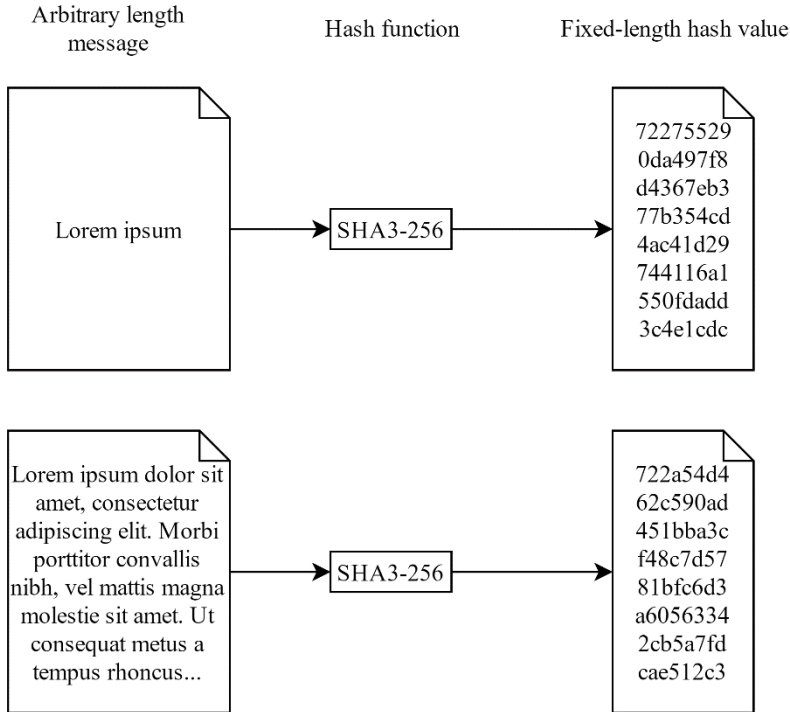 Arbitrary length
message
Hash function
Fixed-length hash value
Lorem ipsum
SHA3-256
72275529
0da497f8
d4367eb3
77b354cd
4ac41d29
744116a1
550fdadd
3c4e1cdc
Lorem ipsum dolor sit
amet, consectetur
adipiscing elit. Morbi
porttitor convallis
nibh, vel mattis magna
molestie sit amet. Ut
consequat metus a
tempus rhoncus...
SHA3-256
722a54d4
62c590ad
451bba3c
f48c7d57
81bfc6d3
a6056334
2cb5a7fd
cae512c3